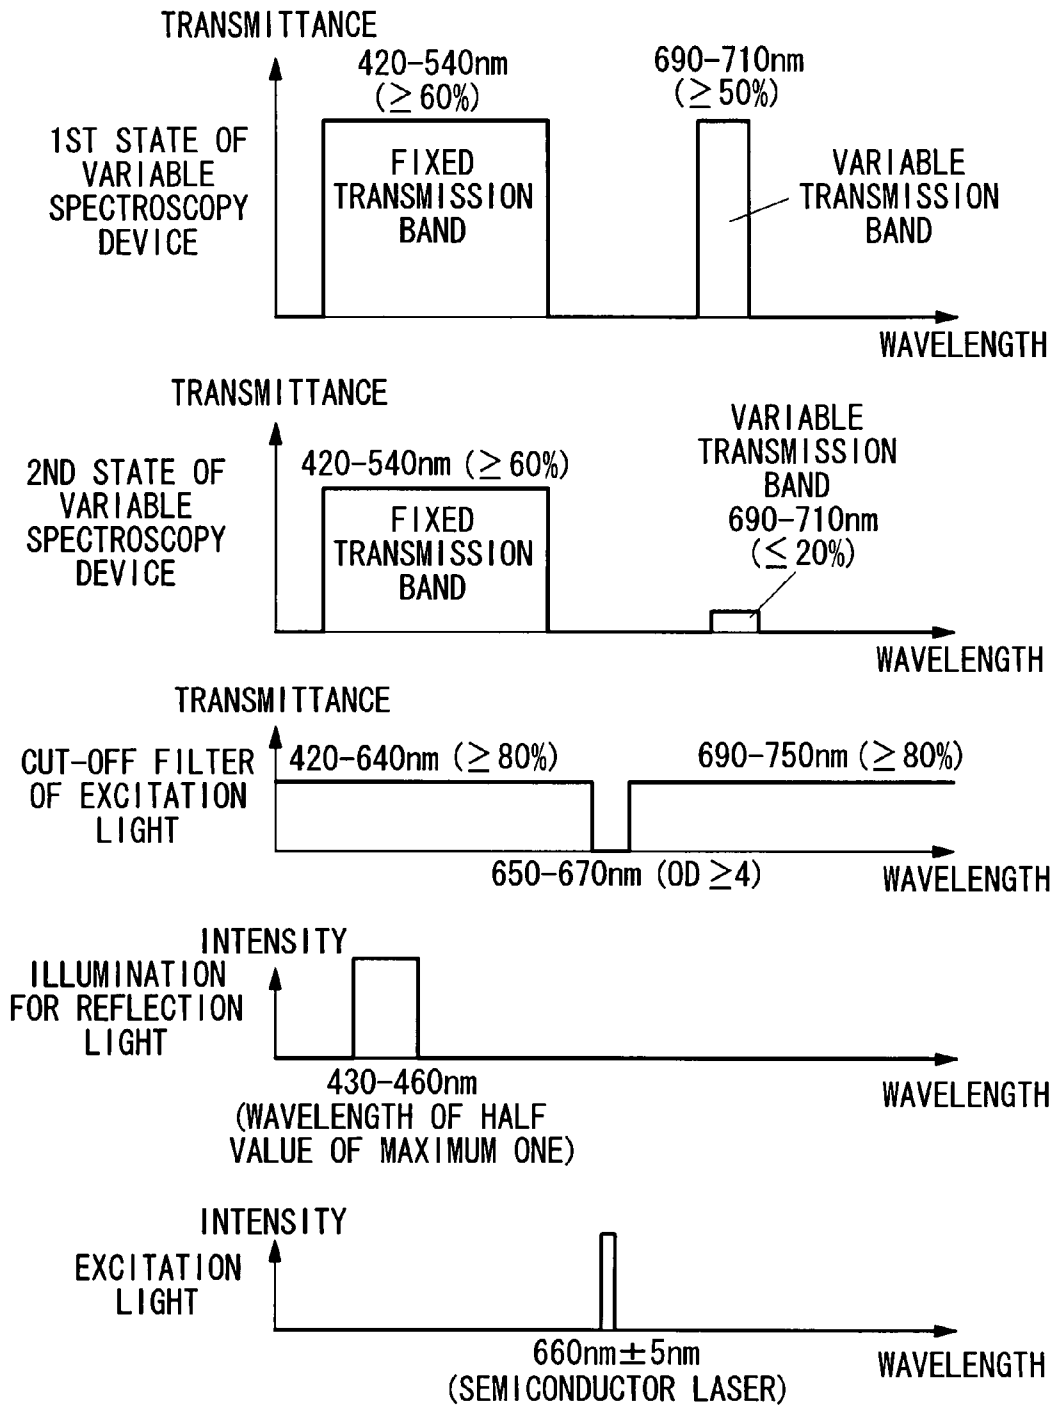 TRANSMITTANCE
420-540nm
(≥60%)
690-710nm
(≥50%)
1ST STATE OF
VARIABLE
SPECTROSCOPY
DEVICE
FIXED
TRANSMISSION
BAND
VARIABLE
TRANSMISSION
BAND
WAVELENGTH
TRANSMITTANCE
2ND STATE OF
VARIABLE
SPECTROSCOPY
DEVICE
420-540nm (≥60%)
FIXED
TRANSMISSION
BAND
VARIABLE
TRANSMISSION
BAND
690-710nm
(≤20%)
WAVELENGTH
TRANSMITTANCE
CUT-OFF FILTER
OF EXCITATION
LIGHT
420-640nm (≥80%)
690-750nm (≥80%)
650-670nm (OD ≥4)
WAVELENGTH
INTENSITY
ILLUMINATION
FOR REFLECTION
LIGHT
430-460nm
(WAVELENGTH OF HALF
VALUE OF MAXIMUM ONE)
WAVELENGTH
INTENSITY
EXCITATION
LIGHT
660nm±5nm
(SEMICONDUCTOR LASER)
WAVELENGTH